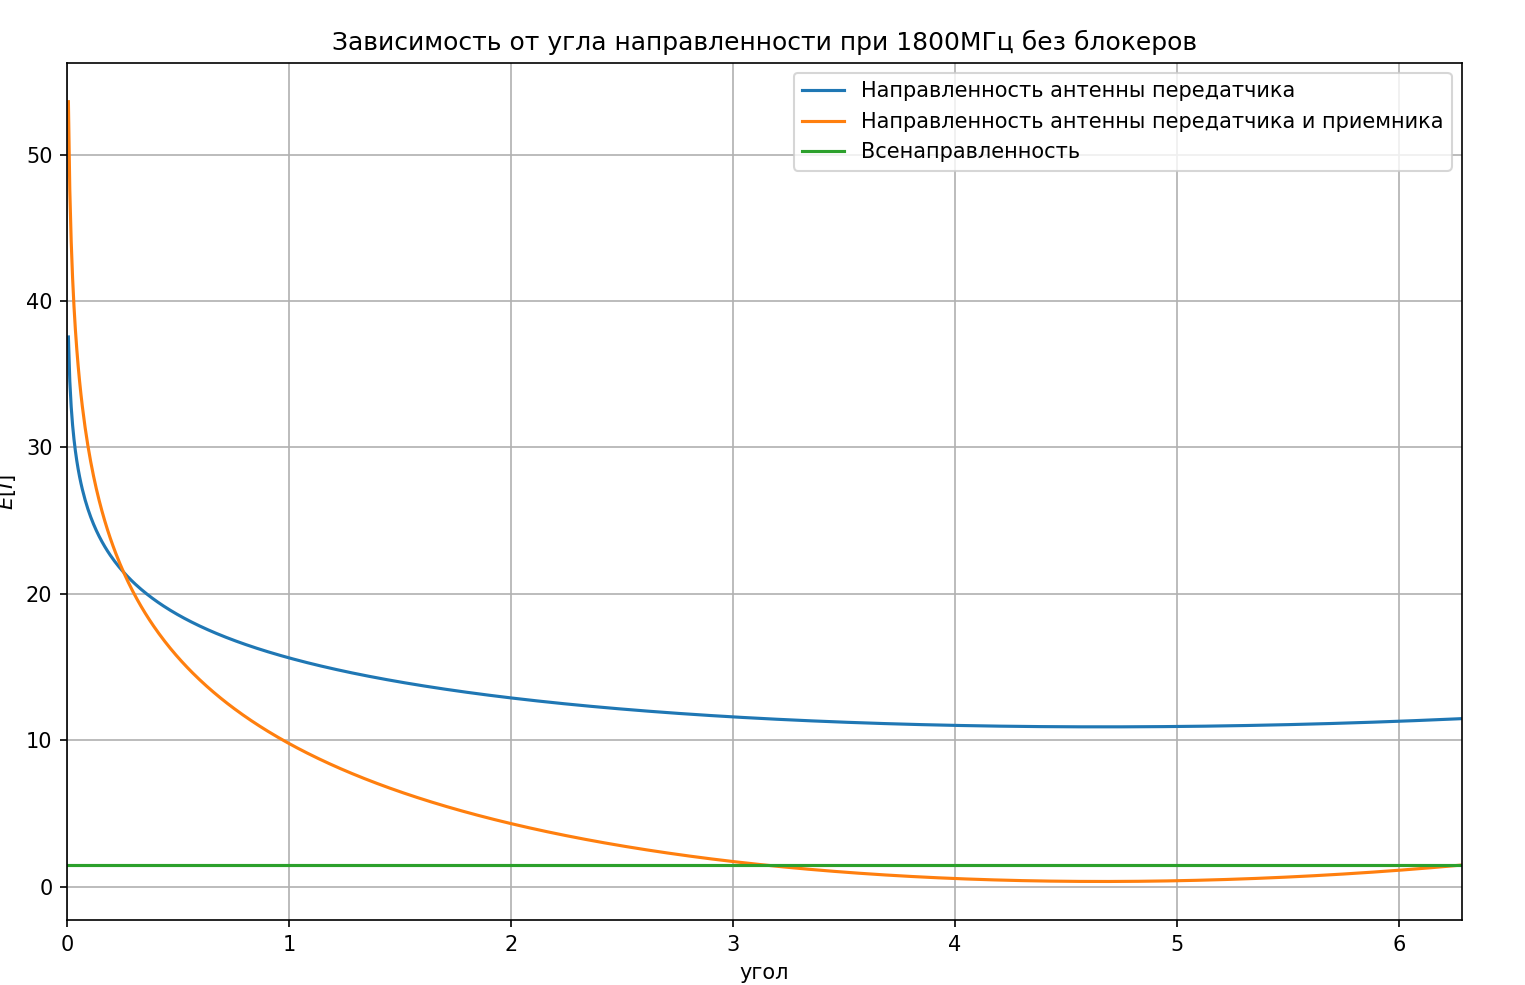 Зависимость от угла направленности при 1800МГц без блокеров
Направленность антенны передатчика
Направленность антенны передатчика и приемника
Всенаправленность
50
40
30
20
10
0
E[I]
0 1 2 3 4 5 6
угол